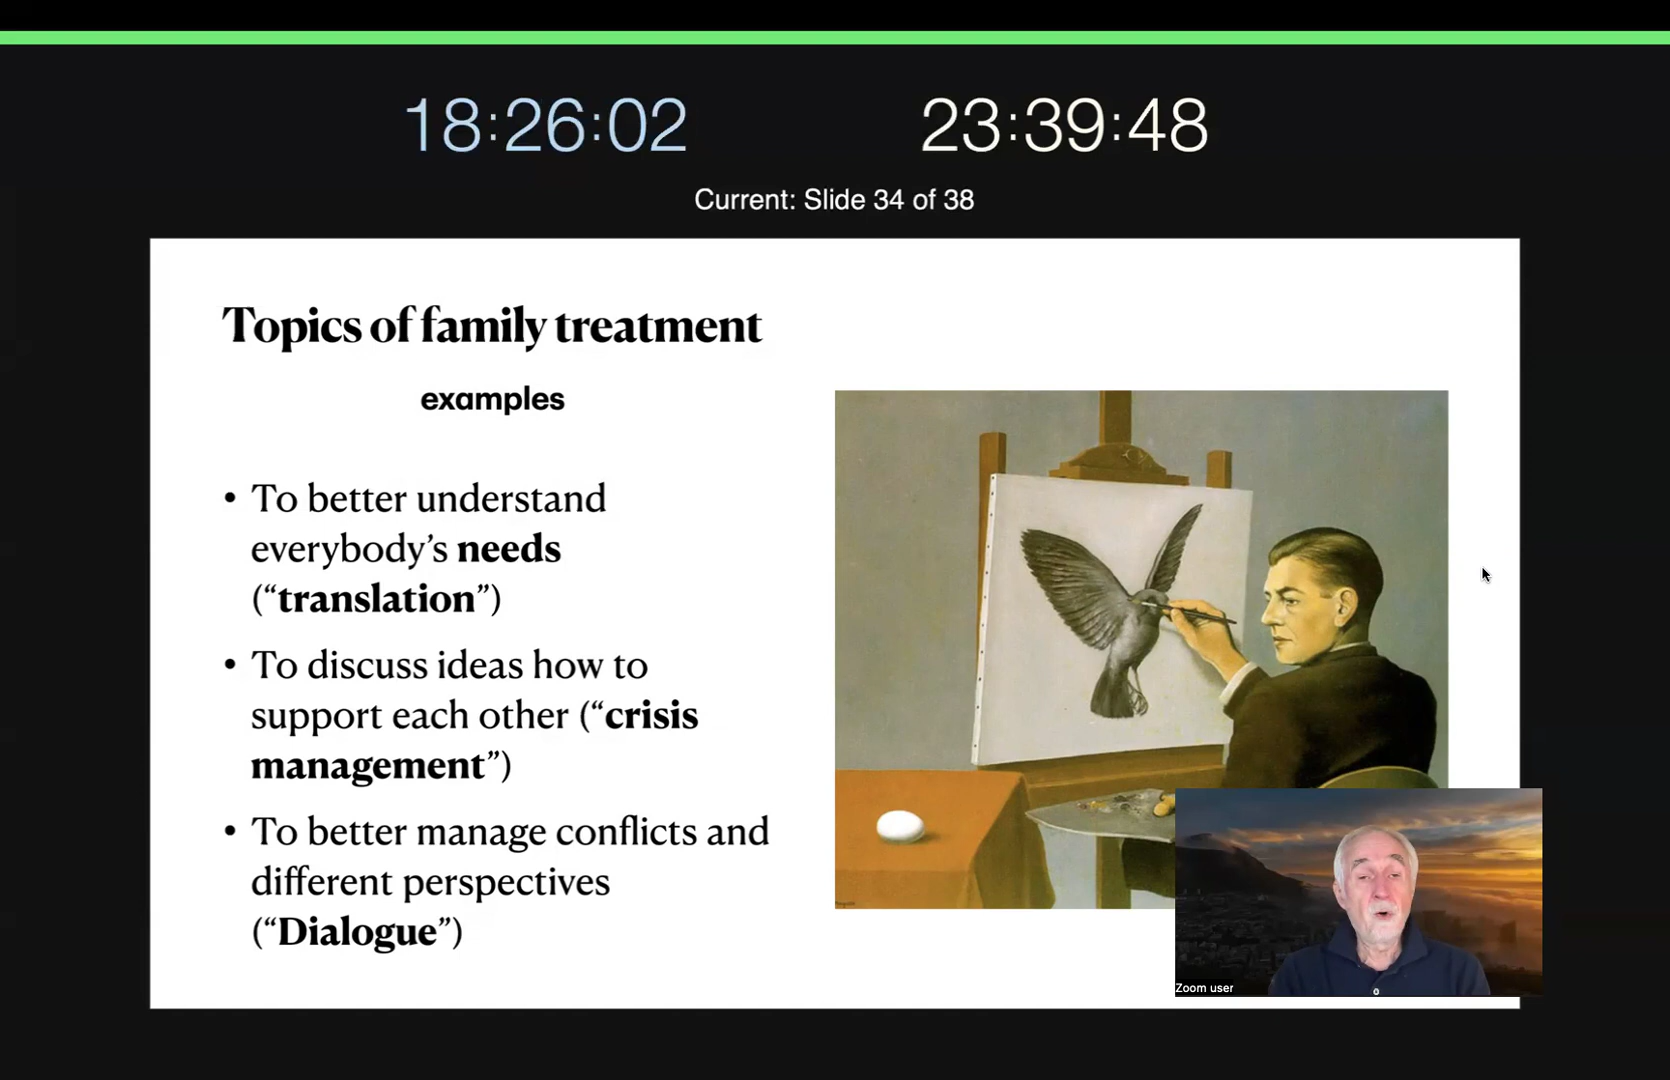 18:26:02
23:39:48
Current: Slide 34 of 38
Topics of family treatment
examples
• To better understand
everybody’s needs
(“translation”)
• To discuss ideas how to
support each other (“crisis
management”)
• To better manage conflicts and
different perspectives
(“Dialogue”)
Zoom user